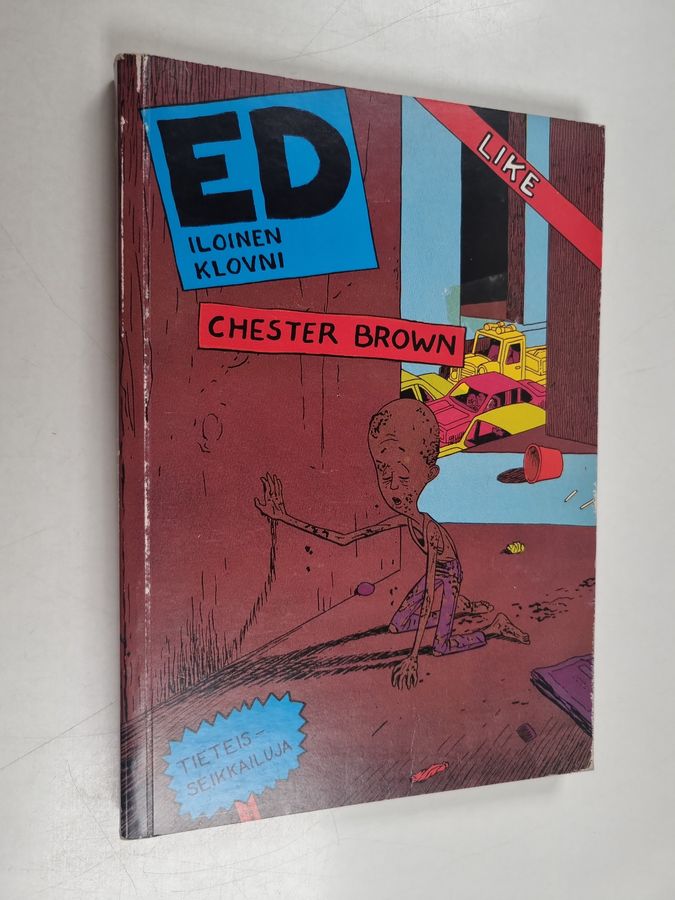 ED
ILOINEN
KLOVNI
LIKE
CHESTER BROWN
TIETEIS-
SEIKKAILUJA